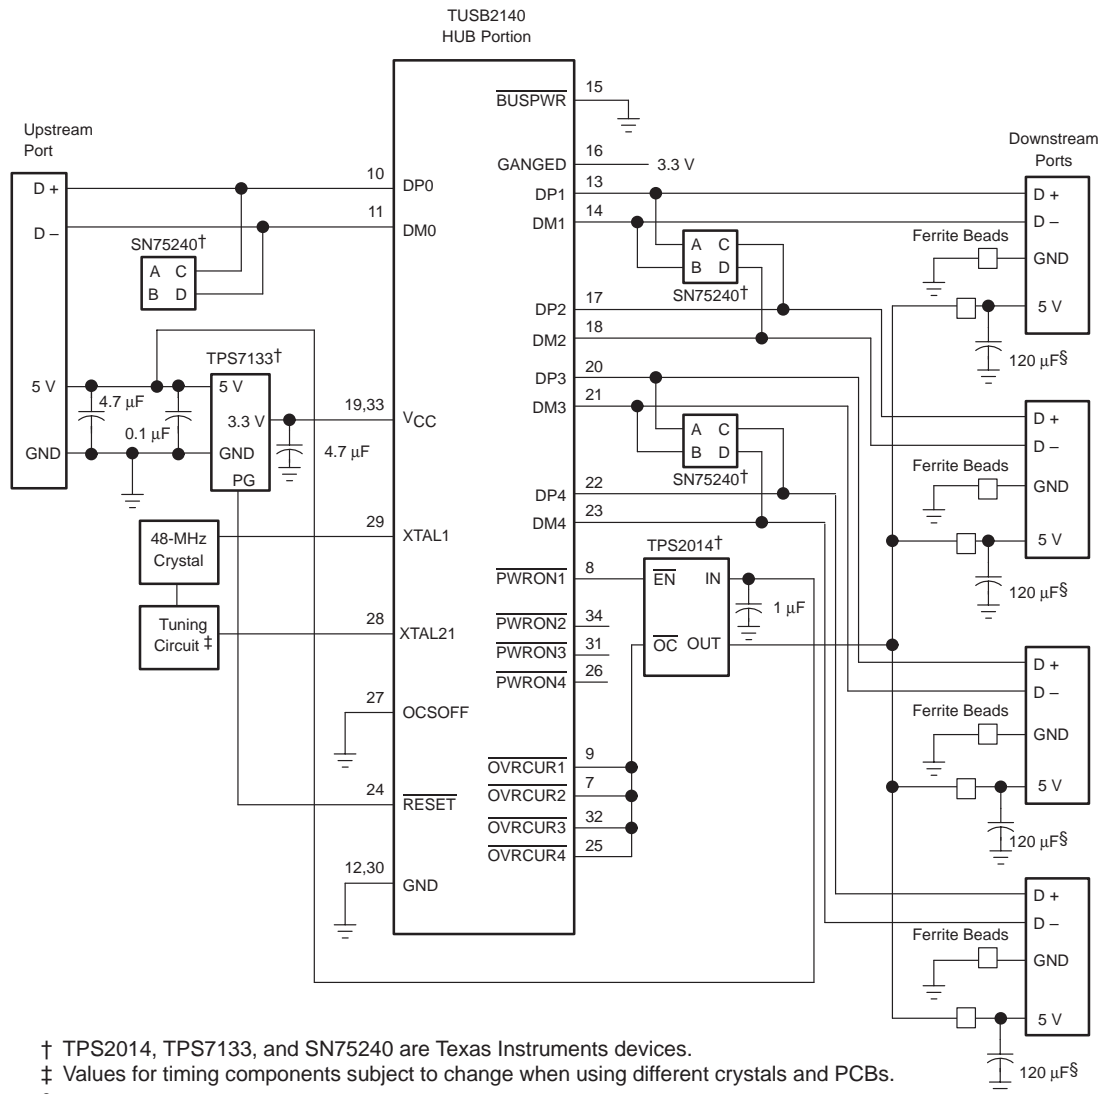 TUSB2140
HUB Portion
Upstream
Port
D +
D –
SN75240†
A C
B D
TPS7133†
5 V
5 V
4.7 μF
0.1 μF
3.3 V
GND
GND
PG
4.7 μF
48-MHz
Crystal
Tuning
Circuit ‡
10
DP0
11
DM0
19,33
VCC
29
XTAL1
28
XTAL21
27
OCSOFF
24
RESET
12,30
GND
BUSPWR
15
GANGED
16
3.3 V
DP1
13
DM1
14
A C
B D
SN75240†
DP2
17
DM2
18
DP3
20
DM3
21
A C
B D
SN75240†
DP4
22
DM4
23
TPS2014†
PWRON1
8
EN IN
1 μF
PWRON2
34
OC OUT
PWRON3
31
PWRON4
26
OVRCUR1
9
OVRCUR2
7
OVRCUR3
32
OVRCUR4
25
Downstream
Ports
D +
D –
Ferrite Beads
GND
5 V
120 μF§
D +
D –
Ferrite Beads
GND
5 V
120 μF§
D +
D –
Ferrite Beads
GND
5 V
120 μF§
D +
D –
Ferrite Beads
GND
5 V
120 μF§
† TPS2014, TPS7133, and SN75240 are Texas Instruments devices.
‡ Values for timing components subject to change when using different crystals and PCBs.